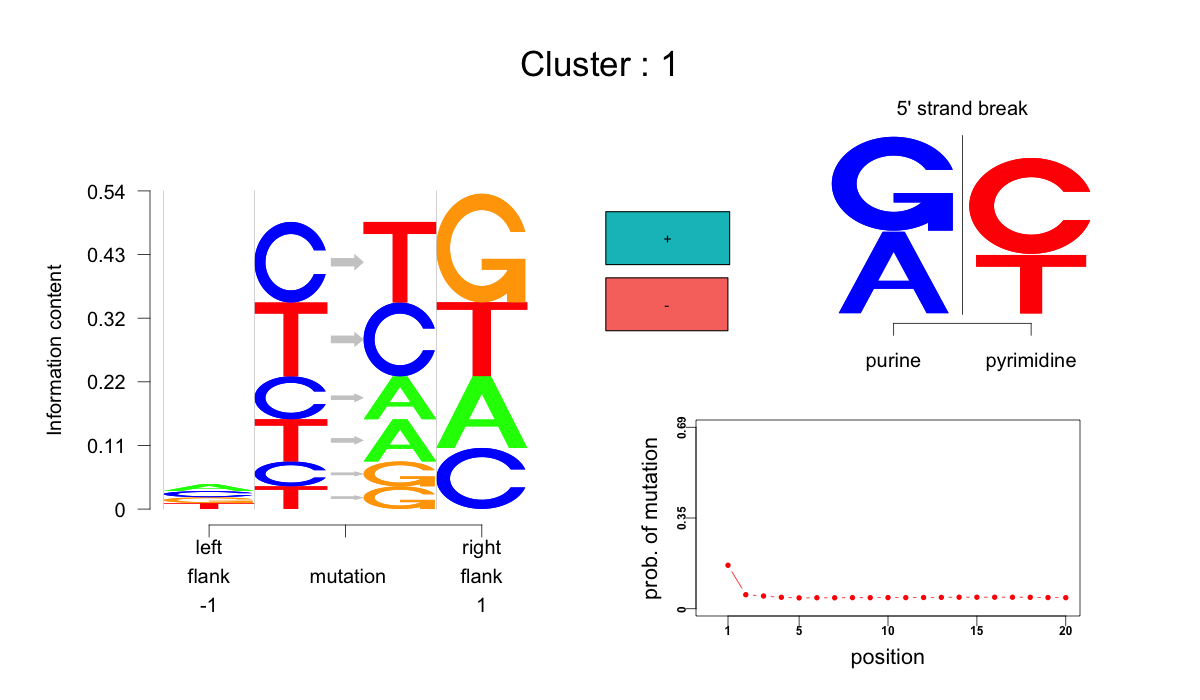 Cluster : 1
5' strand break
G C
A T
purine pyrimidine
+
-
Information content
0.54
0.43
0.32
0.22
0.11
0
A
C
G
T
C T
T C
C A
T A
C G
T G
G
T
A
C
left
flank
-1
mutation
right
flank
1
prob. of mutation
0.69
0.35
0
1 5 10 15 20
position